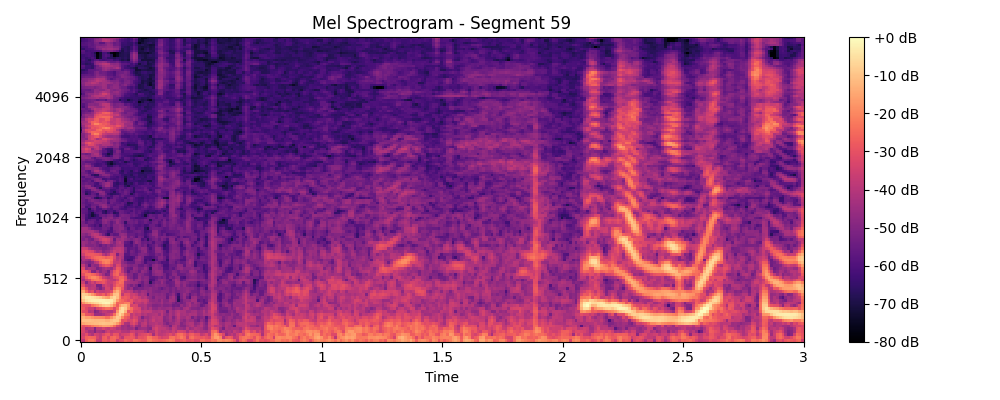 Mel Spectrogram - Segment 59
Frequency
4096
2048
1024
512
0
0
0.5
1
1.5
2
2.5
3
Time
+0 dB
-10 dB
-20 dB
-30 dB
-40 dB
-50 dB
-60 dB
-70 dB
-80 dB